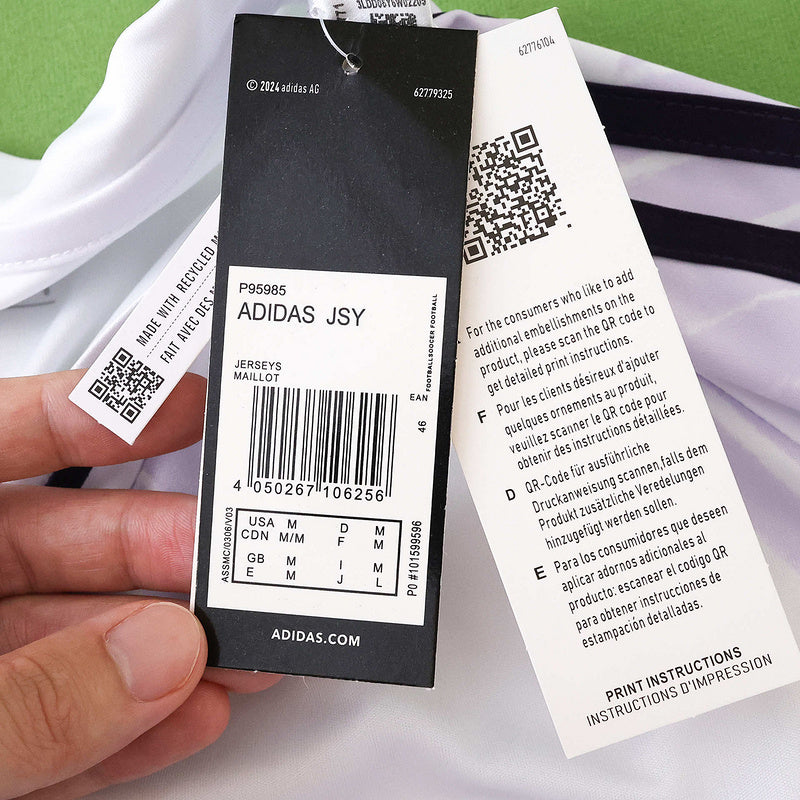 3LDD06Y6W02203
© 2024 adidas AG
62779325
P95985
ADIDAS JSY
JERSEYS
MAILLOT
FOOTBALLSOCCER FOOTBALL
EAN
46
4 050267 106256
USA M D M
CDN M/M F M
GB M I M
E M J L
ASSMC/0306/V03
PO #101599596
ADIDAS.COM
MADE WITH RECYCLED
FAIT AVEC DES
62776104
For the consumers who like to add
additional embellishments on the
product, please scan the QR code to
get detailed print instructions.
F Pour les clients désireux d'ajouter
quelques ornements au produit,
veuillez scanner le QR code pour
obtenir des instructions détaillées.
D QR-Code für ausführliche
Druckanweisung scannen,falls dem
Produkt zusätzliche Veredelungen
hinzugefügt werden sollen.
E Para los consumidores que deseen
aplicar adornos adicionales al
producto: escanear el codigo QR
para obtener instrucciones de
estampación detalladas.
PRINT INSTRUCTIONS
INSTRUCTIONS D'IMPRESSION